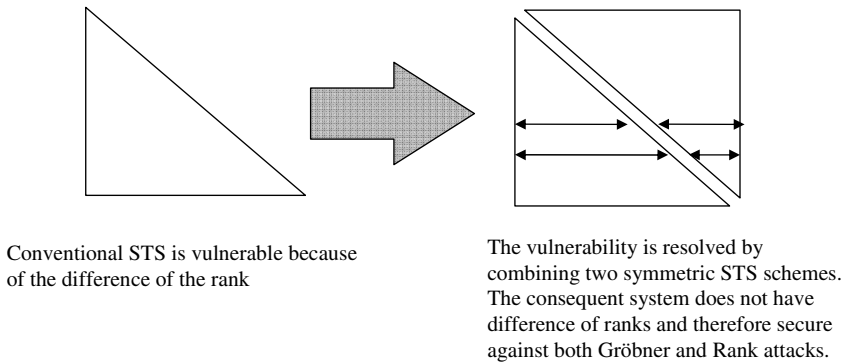 Conventional STS is vulnerable because
of the difference of the rank
The vulnerability is resolved by
combining two symmetric STS schemes.
The consequent system does not have
difference of ranks and therefore secure
against both Gröbner and Rank attacks.